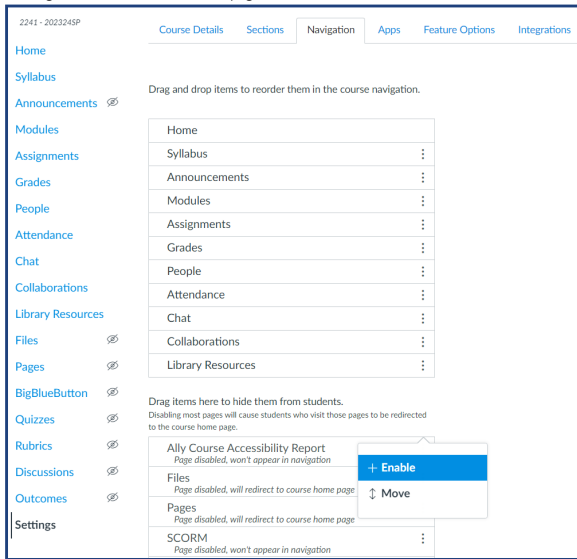 2241 - 202324SP
Home
Syllabus
Announcements
Modules
Assignments
Grades
People
Attendance
Chat
Collaborations
Library Resources
Files
Pages
BigBlueButton
Quizzes
Rubrics
Discussions
Outcomes
Settings
Course Details Sections Navigation Apps Feature Options Integrations
Drag and drop items to reorder them in the course navigation.
Home
Syllabus
Announcements
Modules
Assignments
Grades
People
Attendance
Chat
Collaborations
Library Resources
Drag items here to hide them from students.
Disabling most pages will cause students who visit those pages to be redirected
to the course home page.
Ally Course Accessibility Report
Page disabled, won't appear in navigation
Files
Page disabled, will redirect to course home page
Pages
Page disabled, will redirect to course home page
SCORM
Page disabled, won't appear in navigation
+ Enable
Move